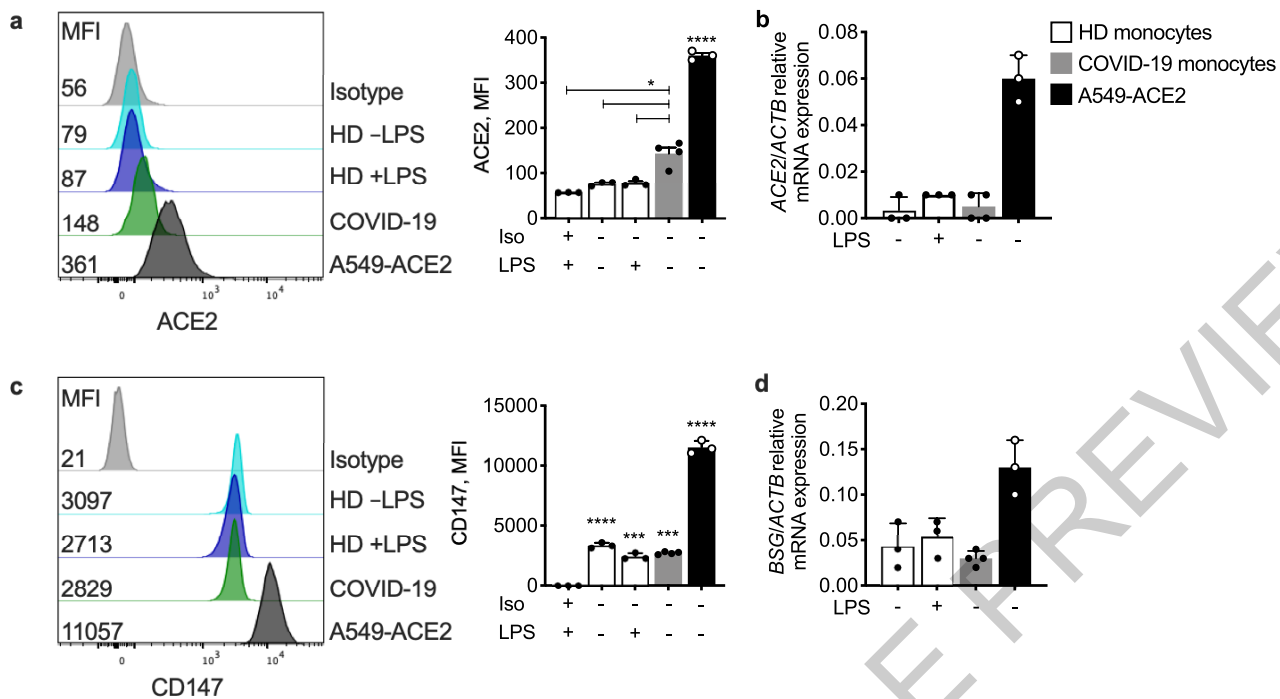 a
MFI
56
Isotype
79
HD –LPS
87
HD +LPS
148
COVID-19
361
A549-ACE2
0 10³ 10⁴
ACE2
ACE2, MFI
400
300
200
100
0
****
*
Iso + - - - -
LPS + - + - -
b
ACE2/ACTB relative
mRNA expression
0.08
0.06
0.04
0.02
0.00
LPS - + - -
HD monocytes
COVID-19 monocytes
A549-ACE2
c
MFI
21
Isotype
3097
HD –LPS
2713
HD +LPS
2829
COVID-19
11057
A549-ACE2
0 10³ 10⁴
CD147
CD147, MFI
15000
10000
5000
0
**** *** *** ****
Iso + - - - -
LPS + - + - -
d
BSG/ACTB relative
mRNA expression
0.20
0.15
0.10
0.05
0.00
LPS - + - -
E PREVIE